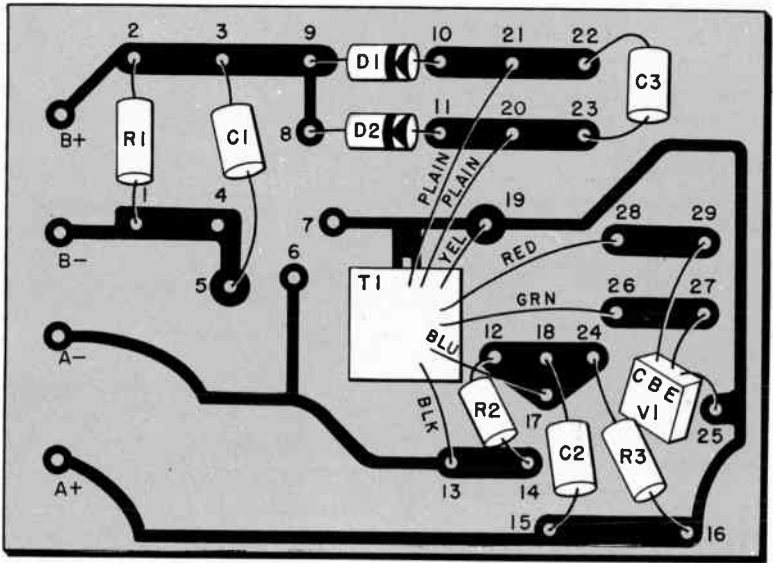 2 3 9 D1 10 21 22 C3
B+
R1 C1 8 D2 11 20 23
PLAIN PLAIN
1 4 7 19
YEL 28 29
B- 5 6 RED
T1 GRN 26 27
BLU 12 18 24
A- C B E
V1
R2 17 25
BLK
C2 R3
A+ 13 14
15 16